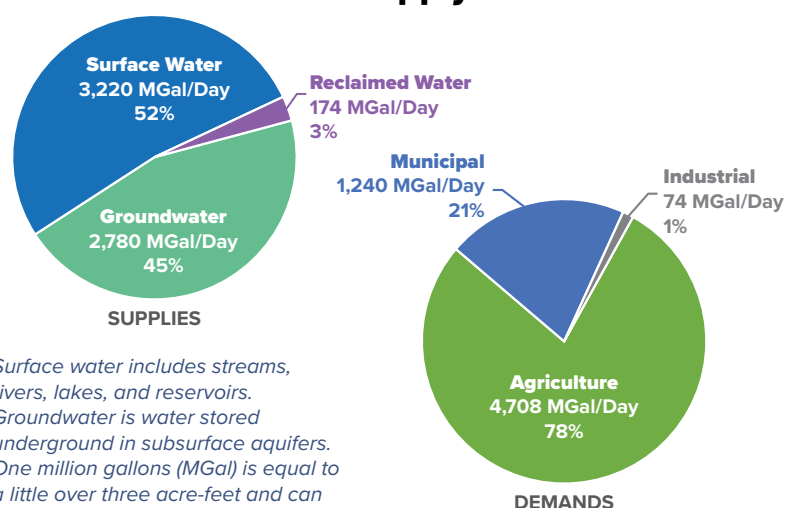 Surface Water
3,220 MGal/Day
52%
Reclaimed Water
174 MGal/Day
3%
Groundwater
2,780 MGal/Day
45%
SUPPLIES
Municipal
1,240 MGal/Day
21%
Industrial
74 MGal/Day
1%
Agriculture
4,708 MGal/Day
78%
DEMANDS
Surface water includes streams,
rivers, lakes, and reservoirs.
Groundwater is water stored
underground in subsurface aquifers.
One million gallons (MGal) is equal to
a little over three acre-feet and can